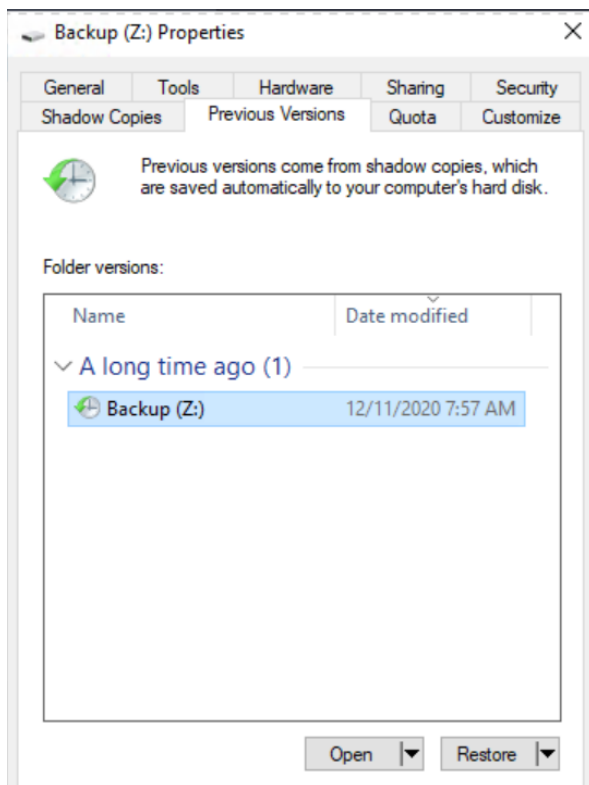 Backup (Z:) Properties
General Tools Hardware Sharing Security
Shadow Copies Previous Versions Quota Customize
Previous versions come from shadow copies, which
are saved automatically to your computer's hard disk.
Folder versions:
Name Date modified
A long time ago (1)
Backup (Z:) 12/11/2020 7:57 AM
Open Restore